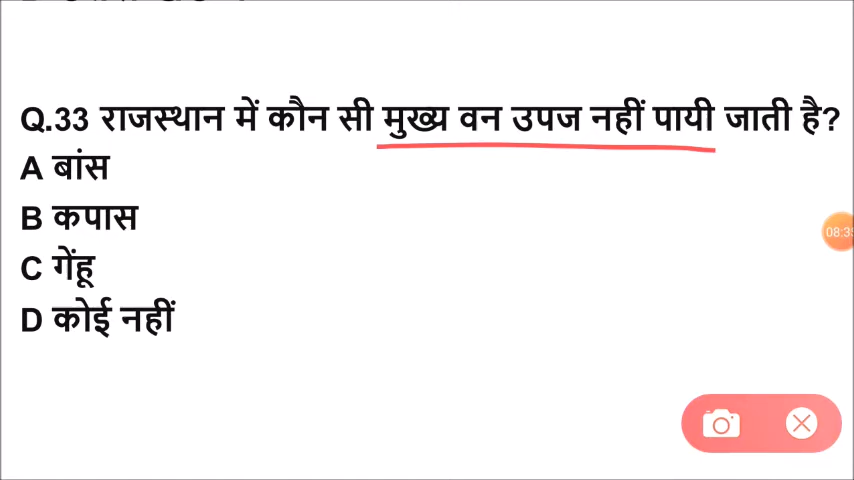 Q.33 राजस्थान में कौन सी मुख्य वन उपज नहीं पायी जाती है?
A बांस
B कपास
C गेंहू
D कोई नहीं